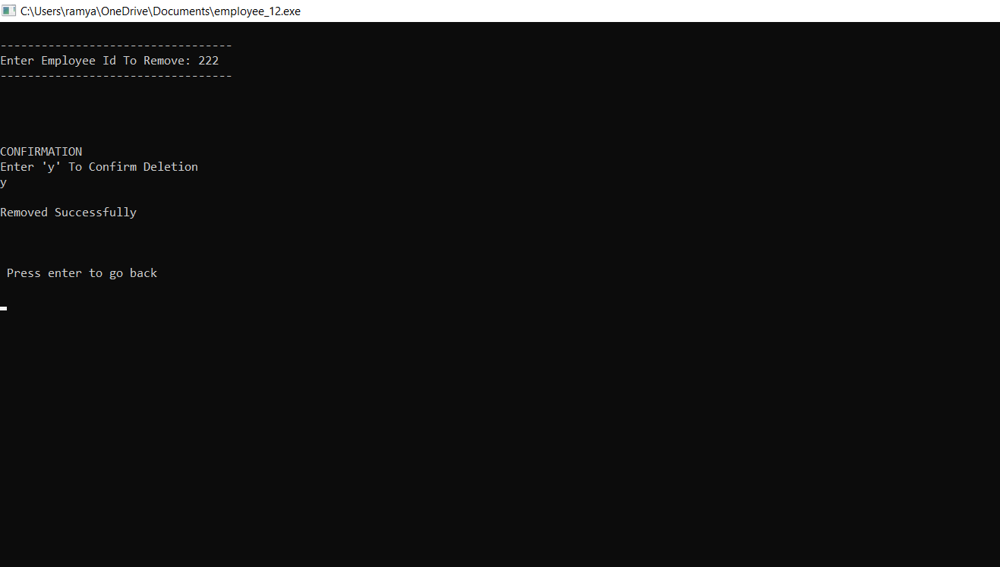 C:\Users\ramya\OneDrive\Documents\employee_12.exe
----------------------------------
Enter Employee Id To Remove: 222
----------------------------------
CONFIRMATION
Enter 'y' To Confirm Deletion
y
Removed Successfully
Press enter to go back